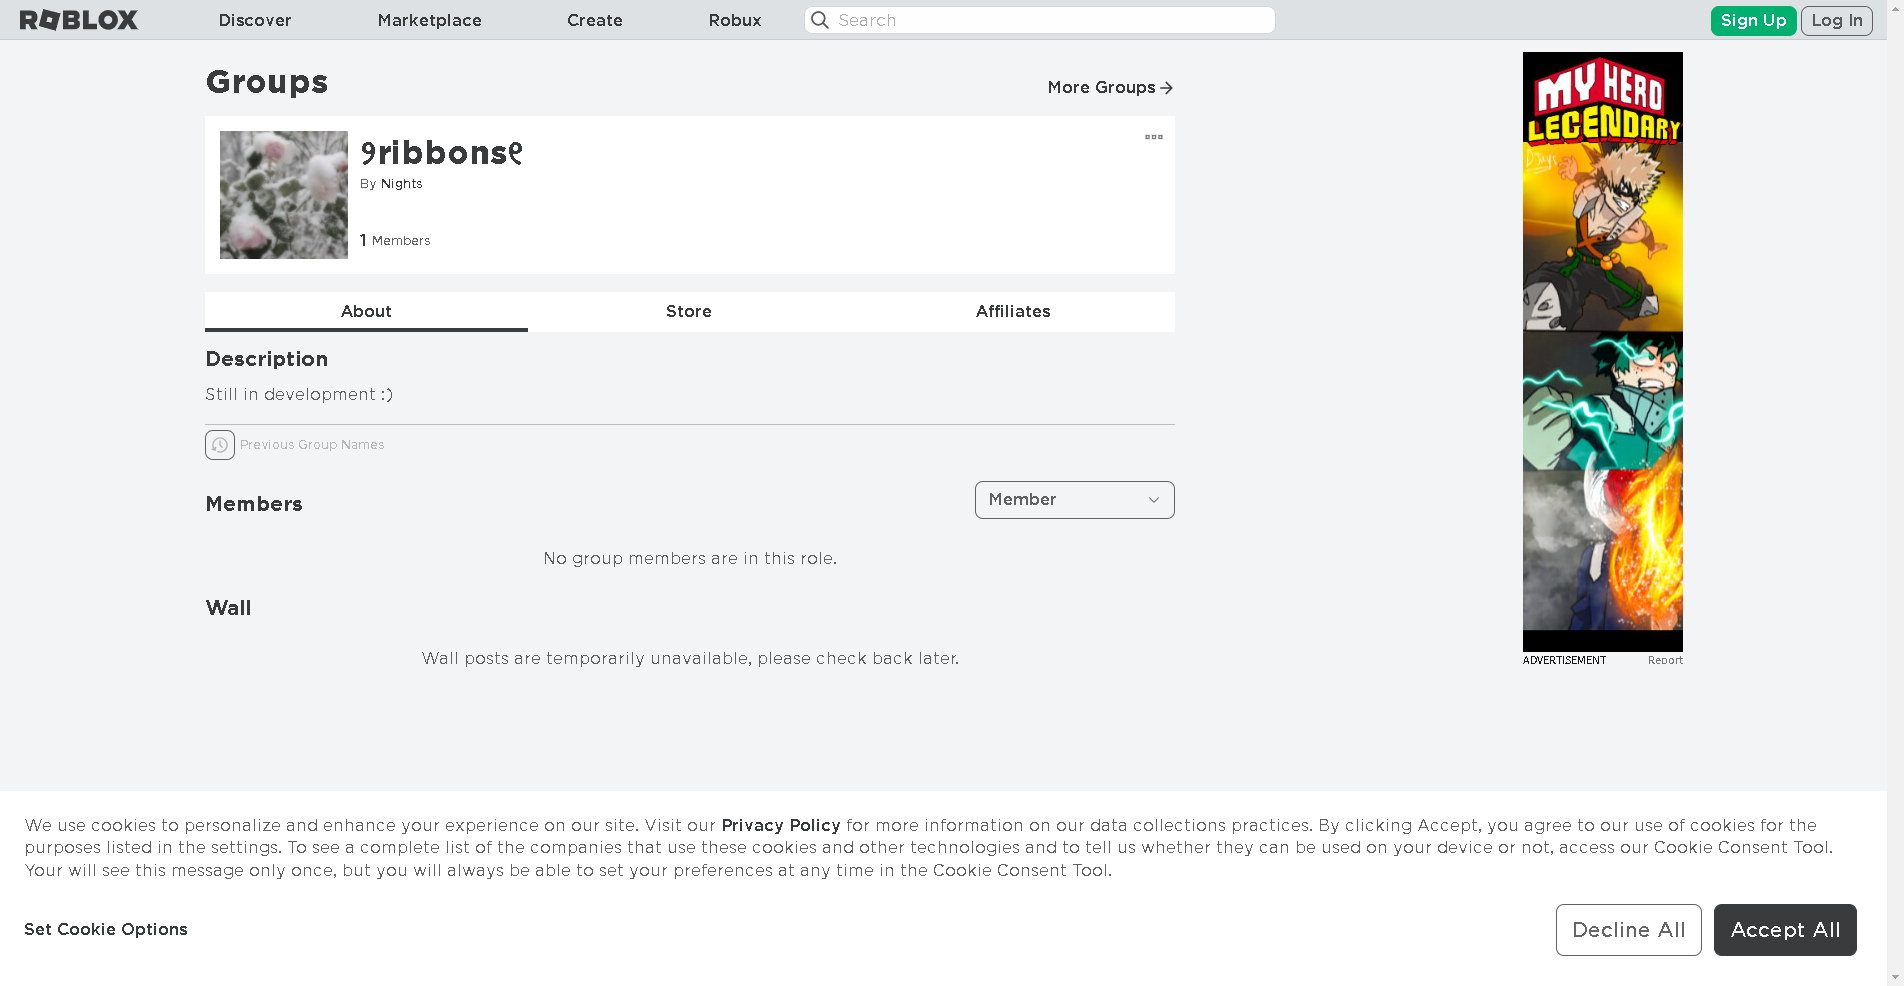 ROBLOX Discover Marketplace Create Robux Search Sign Up Log In
Groups
More Groups
୨ribbons୧
By Nights
1 Members
About Store Affiliates
Description
Still in development :)
Previous Group Names
Members
Member
No group members are in this role.
Wall
Wall posts are temporarily unavailable, please check back later.
MY HERO
LEGENDARY
ADVERTISEMENT Report
We use cookies to personalize and enhance your experience on our site. Visit our Privacy Policy for more information on our data collections practices. By clicking Accept, you agree to our use of cookies for the
purposes listed in the settings. To see a complete list of the companies that use these cookies and other technologies and to tell us whether they can be used on your device or not, access our Cookie Consent Tool.
Your will see this message only once, but you will always be able to set your preferences at any time in the Cookie Consent Tool.
Set Cookie Options
Decline All
Accept All